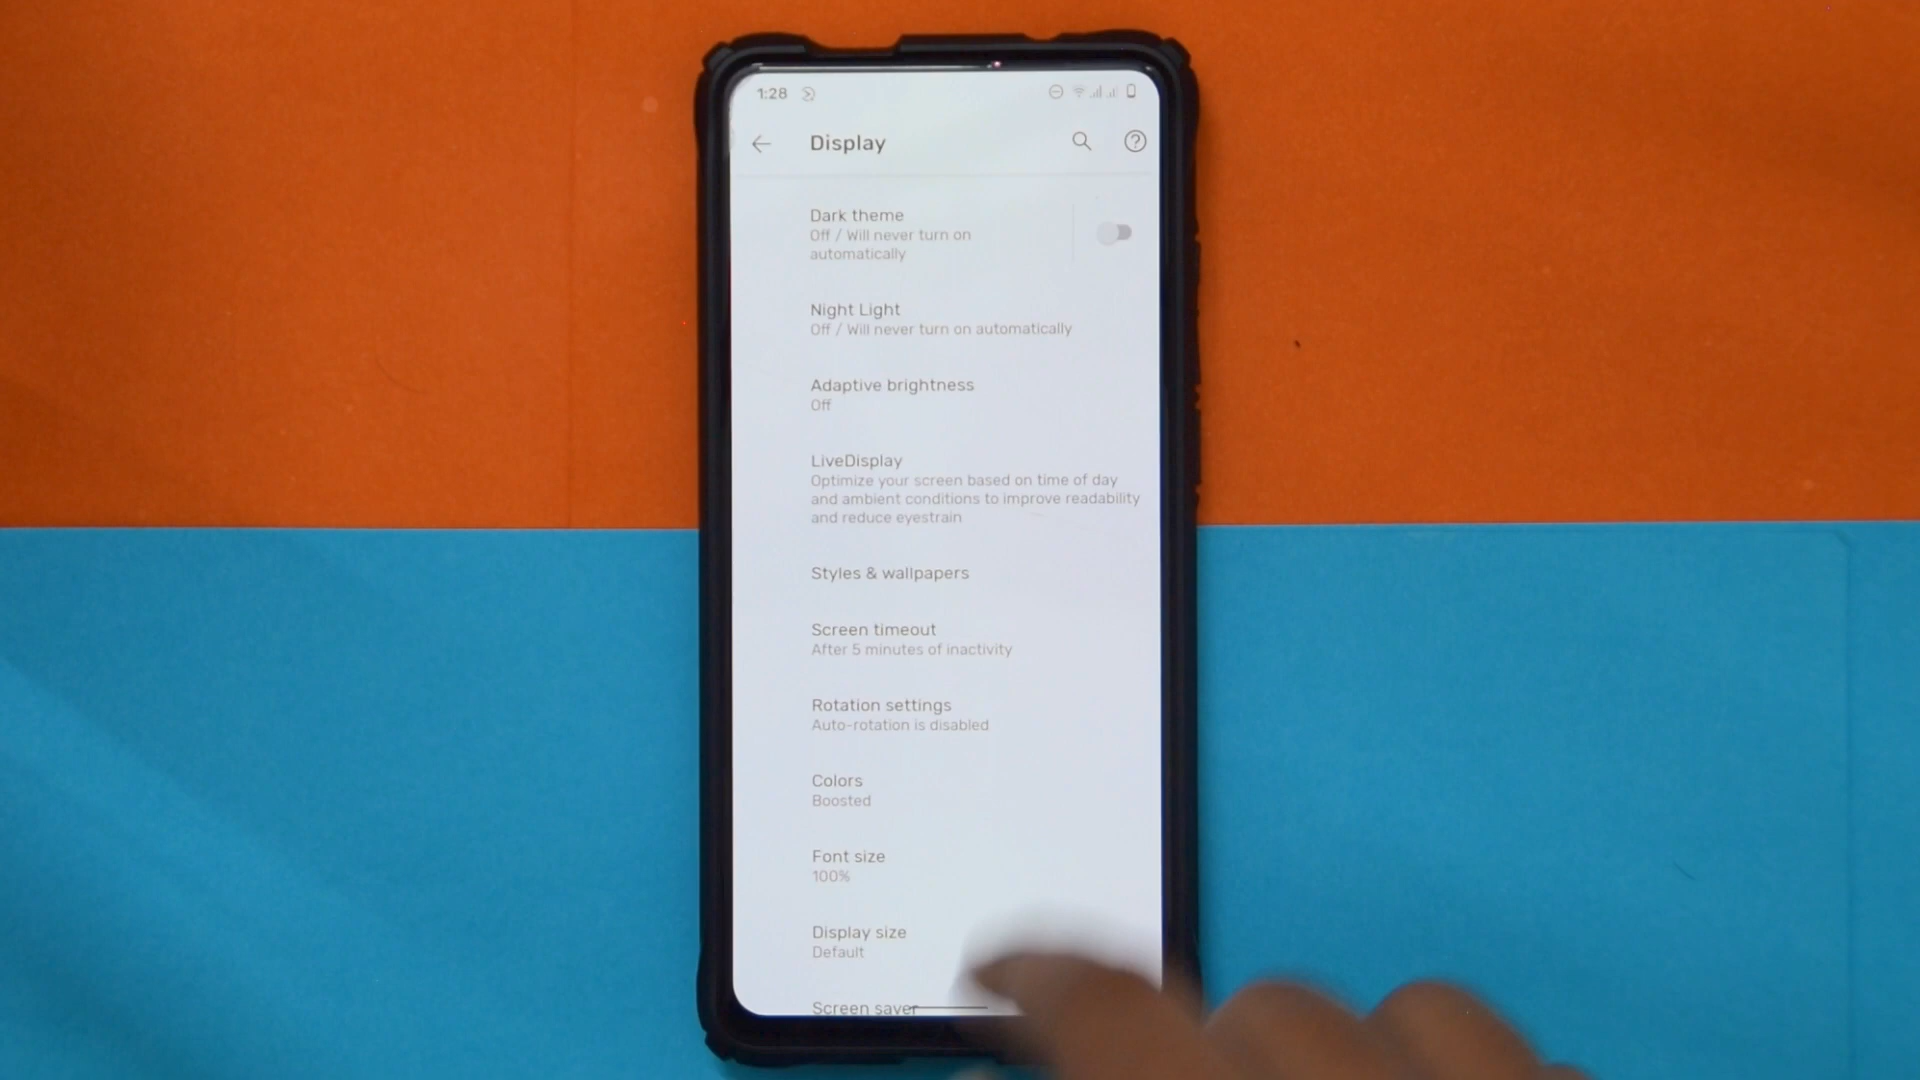 1:28
Display
Dark theme
Off / Will never turn on
automatically
Night Light
Off / Will never turn on automatically
Adaptive brightness
Off
LiveDisplay
Optimize your screen based on time of day
and ambient conditions to improve readability
and reduce eyestrain
Styles & wallpapers
Screen timeout
After 5 minutes of inactivity
Rotation settings
Auto-rotation is disabled
Colors
Boosted
Font size
100%
Display size
Default
Screen saver